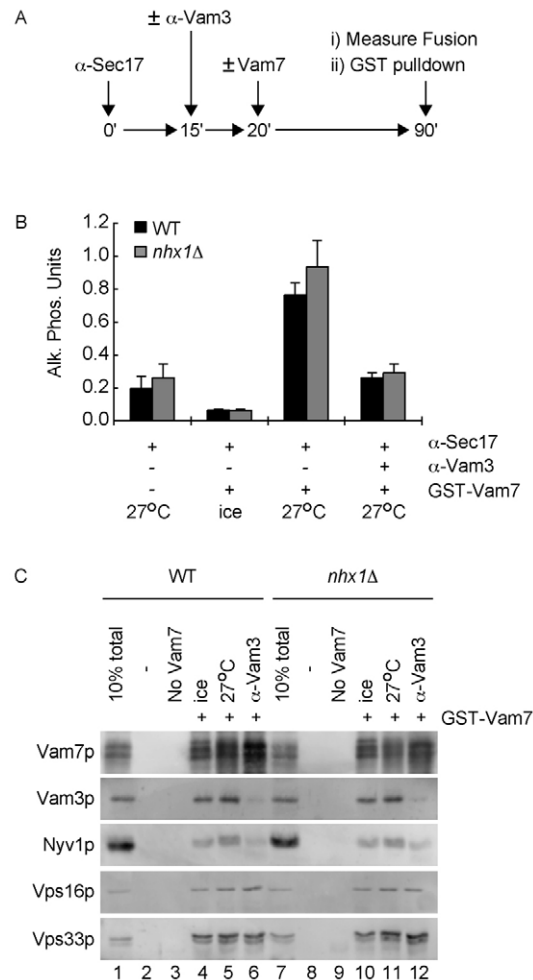 A
± α-Vam3
i) Measure Fusion
α-Sec17
± Vam7
ii) GST pulldown
0'
15'
20'
90'
B
Alk. Phos. Units
1.2
1.0
0.8
0.6
0.4
0.2
0.0
WT
nhx1Δ
+ + + + α-Sec17
- - - + α-Vam3
- + + + GST-Vam7
27°C ice 27°C 27°C
C
WT
nhx1Δ
10% total
-
No Vam7
ice
27°C
α-Vam3
10% total
-
No Vam7
ice
27°C
α-Vam3
+ + + + + + GST-Vam7
Vam7p
Vam3p
Nyv1p
Vps16p
Vps33p
1 2 3 4 5 6 7 8 9 10 11 12